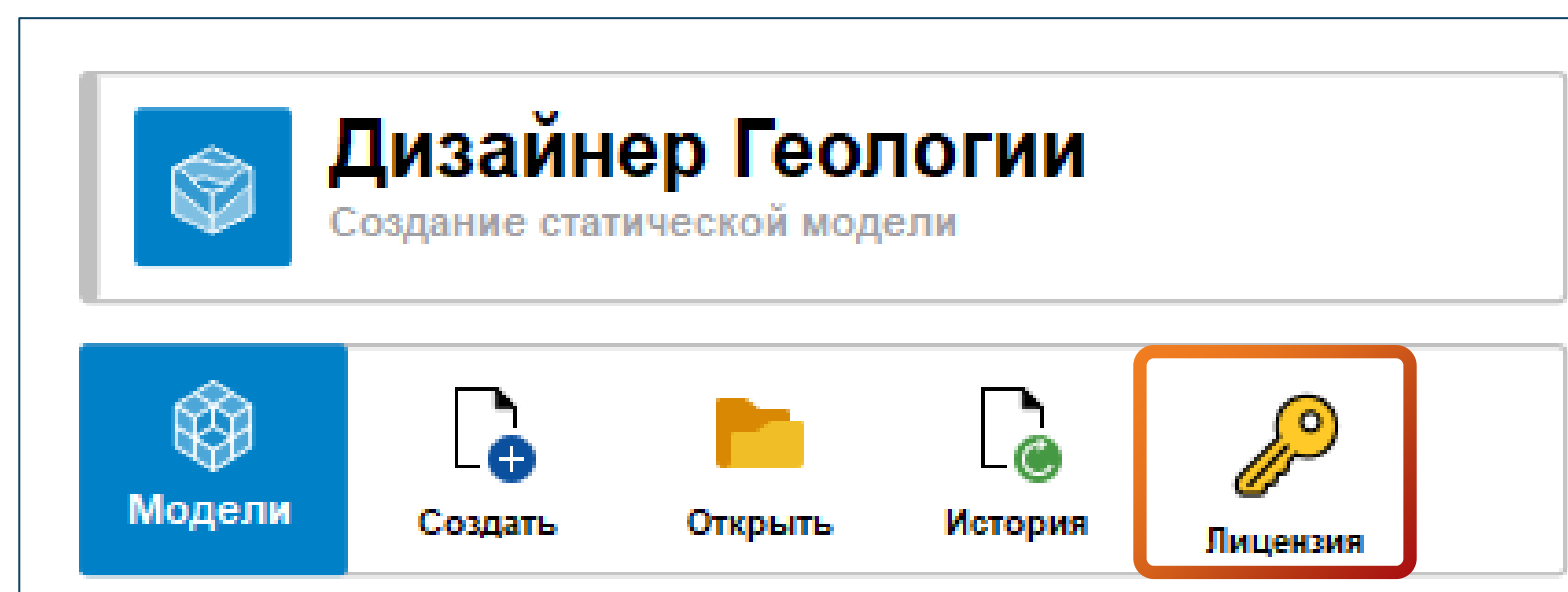 Дизайнер Геологии
Создание статической модели
Модели
Создать
Открыть
История
Лицензия